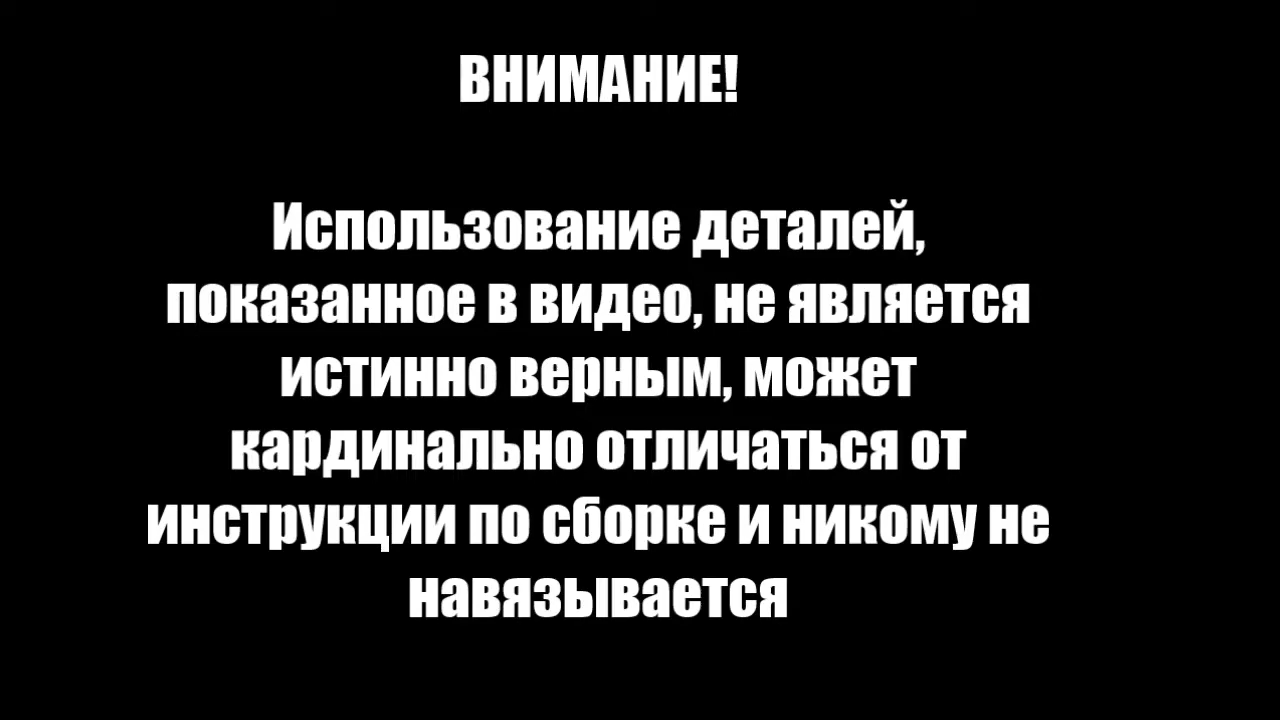 ВНИМАНИЕ!
Использование деталей,
показанное в видео, не является
истинно верным, может
кардинально отличаться от
инструкции по сборке и никому не
навязывается